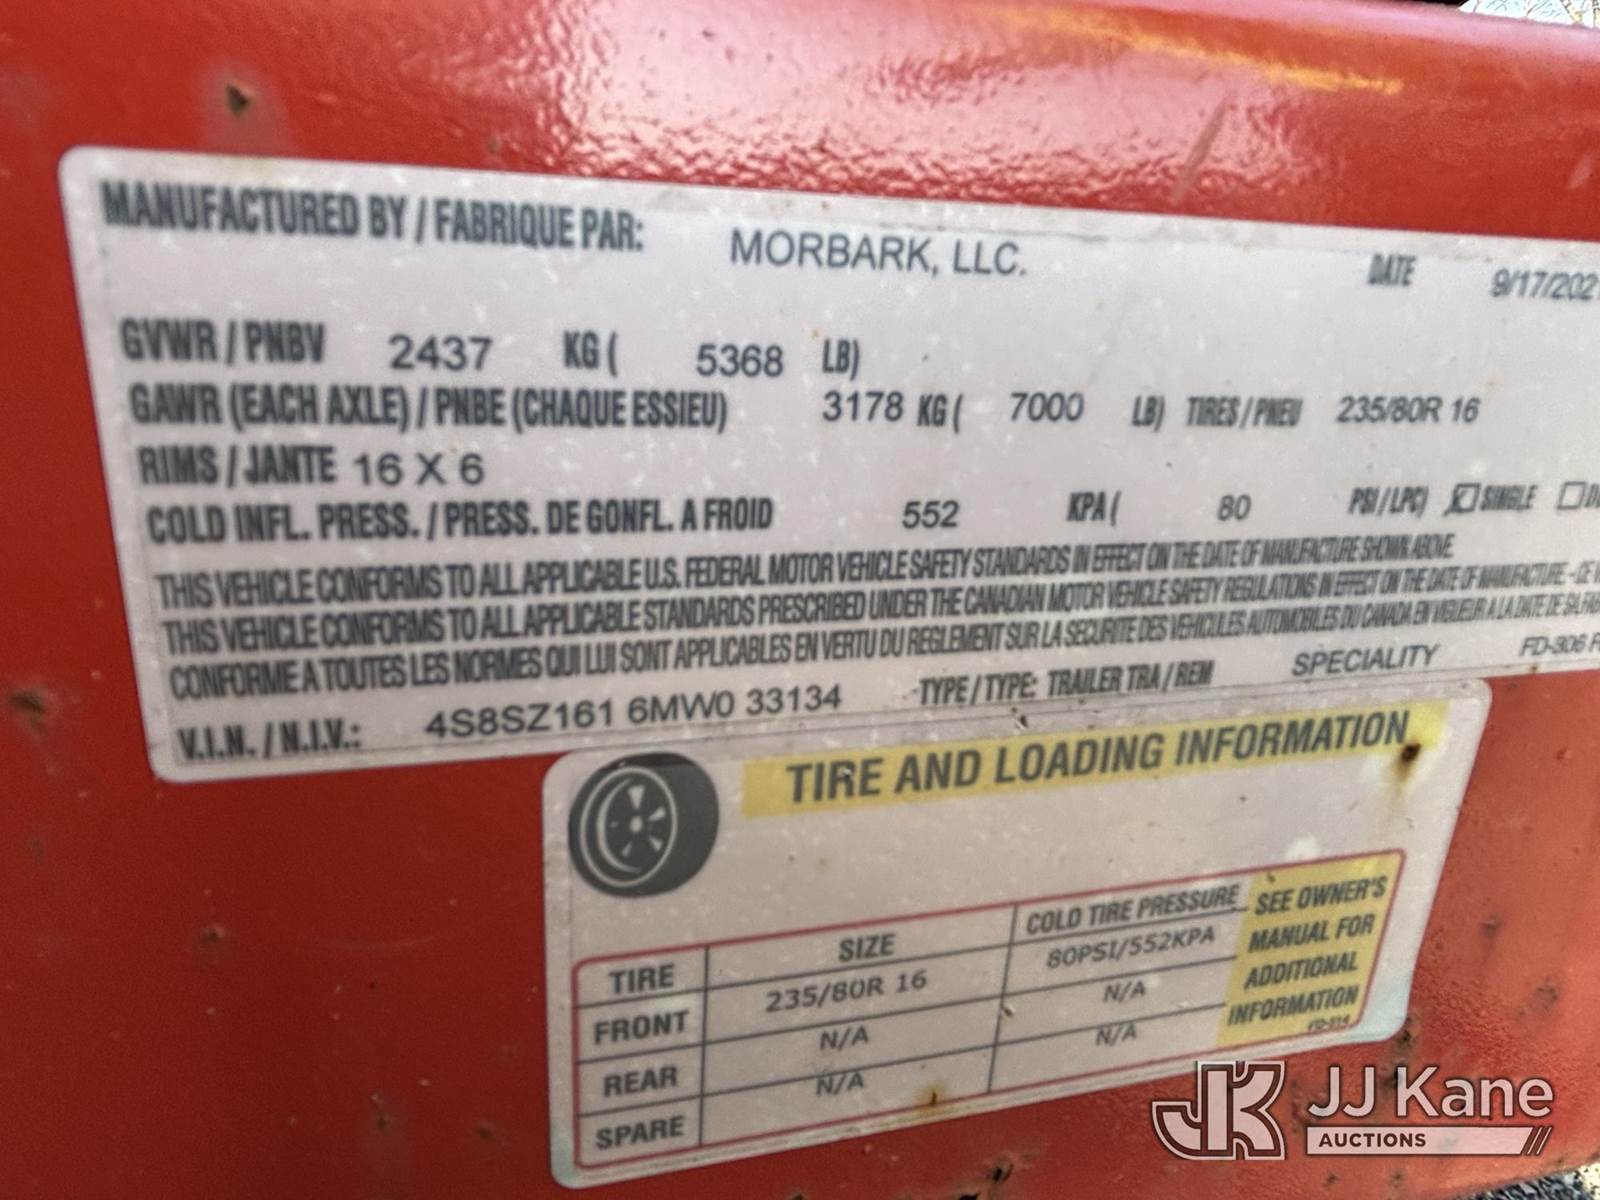 MANUFACTURED BY / FABRIQUE PAR: MORBARK, LLC. DATE 9/17/2021
GVWR / PNBV 2437 KG ( 5368 LB)
GAWR (EACH AXLE) / PNBE (CHAQUE ESSIEU) 3178 KG ( 7000 LB) TIRES / PNEU 235/80R 16
RIMS / JANTE 16 X 6
COLD INFL. PRESS. / PRESS. DE GONFL. A FROID 552 KPA ( 80 PSI / LPC) SINGLE
THIS VEHICLE CONFORMS TO ALL APPLICABLE U.S. FEDERAL MOTOR VEHICLE SAFETY STANDARDS IN EFFECT ON THE DATE OF MANUFACTURE SHOWN ABOVE
THIS VEHICLE CONFORMS TO ALL APPLICABLE STANDARDS PRESCRIBED UNDER THE CANADIAN MOTOR VEHICLE SAFETY REGULATIONS IN EFFECT ON THE DATE OF MANUFACTURE - CE
CONFORME A TOUTES LES NORMES QUI LUI SONT APPLICABLES EN VERTU DU REGLEMENT SUR LA SECURITE DES VEHICULES AUTOMOBILES DU CANADA EN VIGUEUR A LA DATE DE SA
V.I.N. / N.I.V.: 4S8SZ161 6MW0 33134 TYPE / TYPE: TRAILER TRA / REM SPECIALITY FD-306
TIRE AND LOADING INFORMATION
TIRE SIZE COLD TIRE PRESSURE
FRONT 235/80R 16 80PSI/552KPA
REAR N/A N/A
SPARE N/A N/A
SEE OWNER'S
MANUAL FOR
ADDITIONAL
INFORMATION
FD-314
JK JJ Kane
AUCTIONS